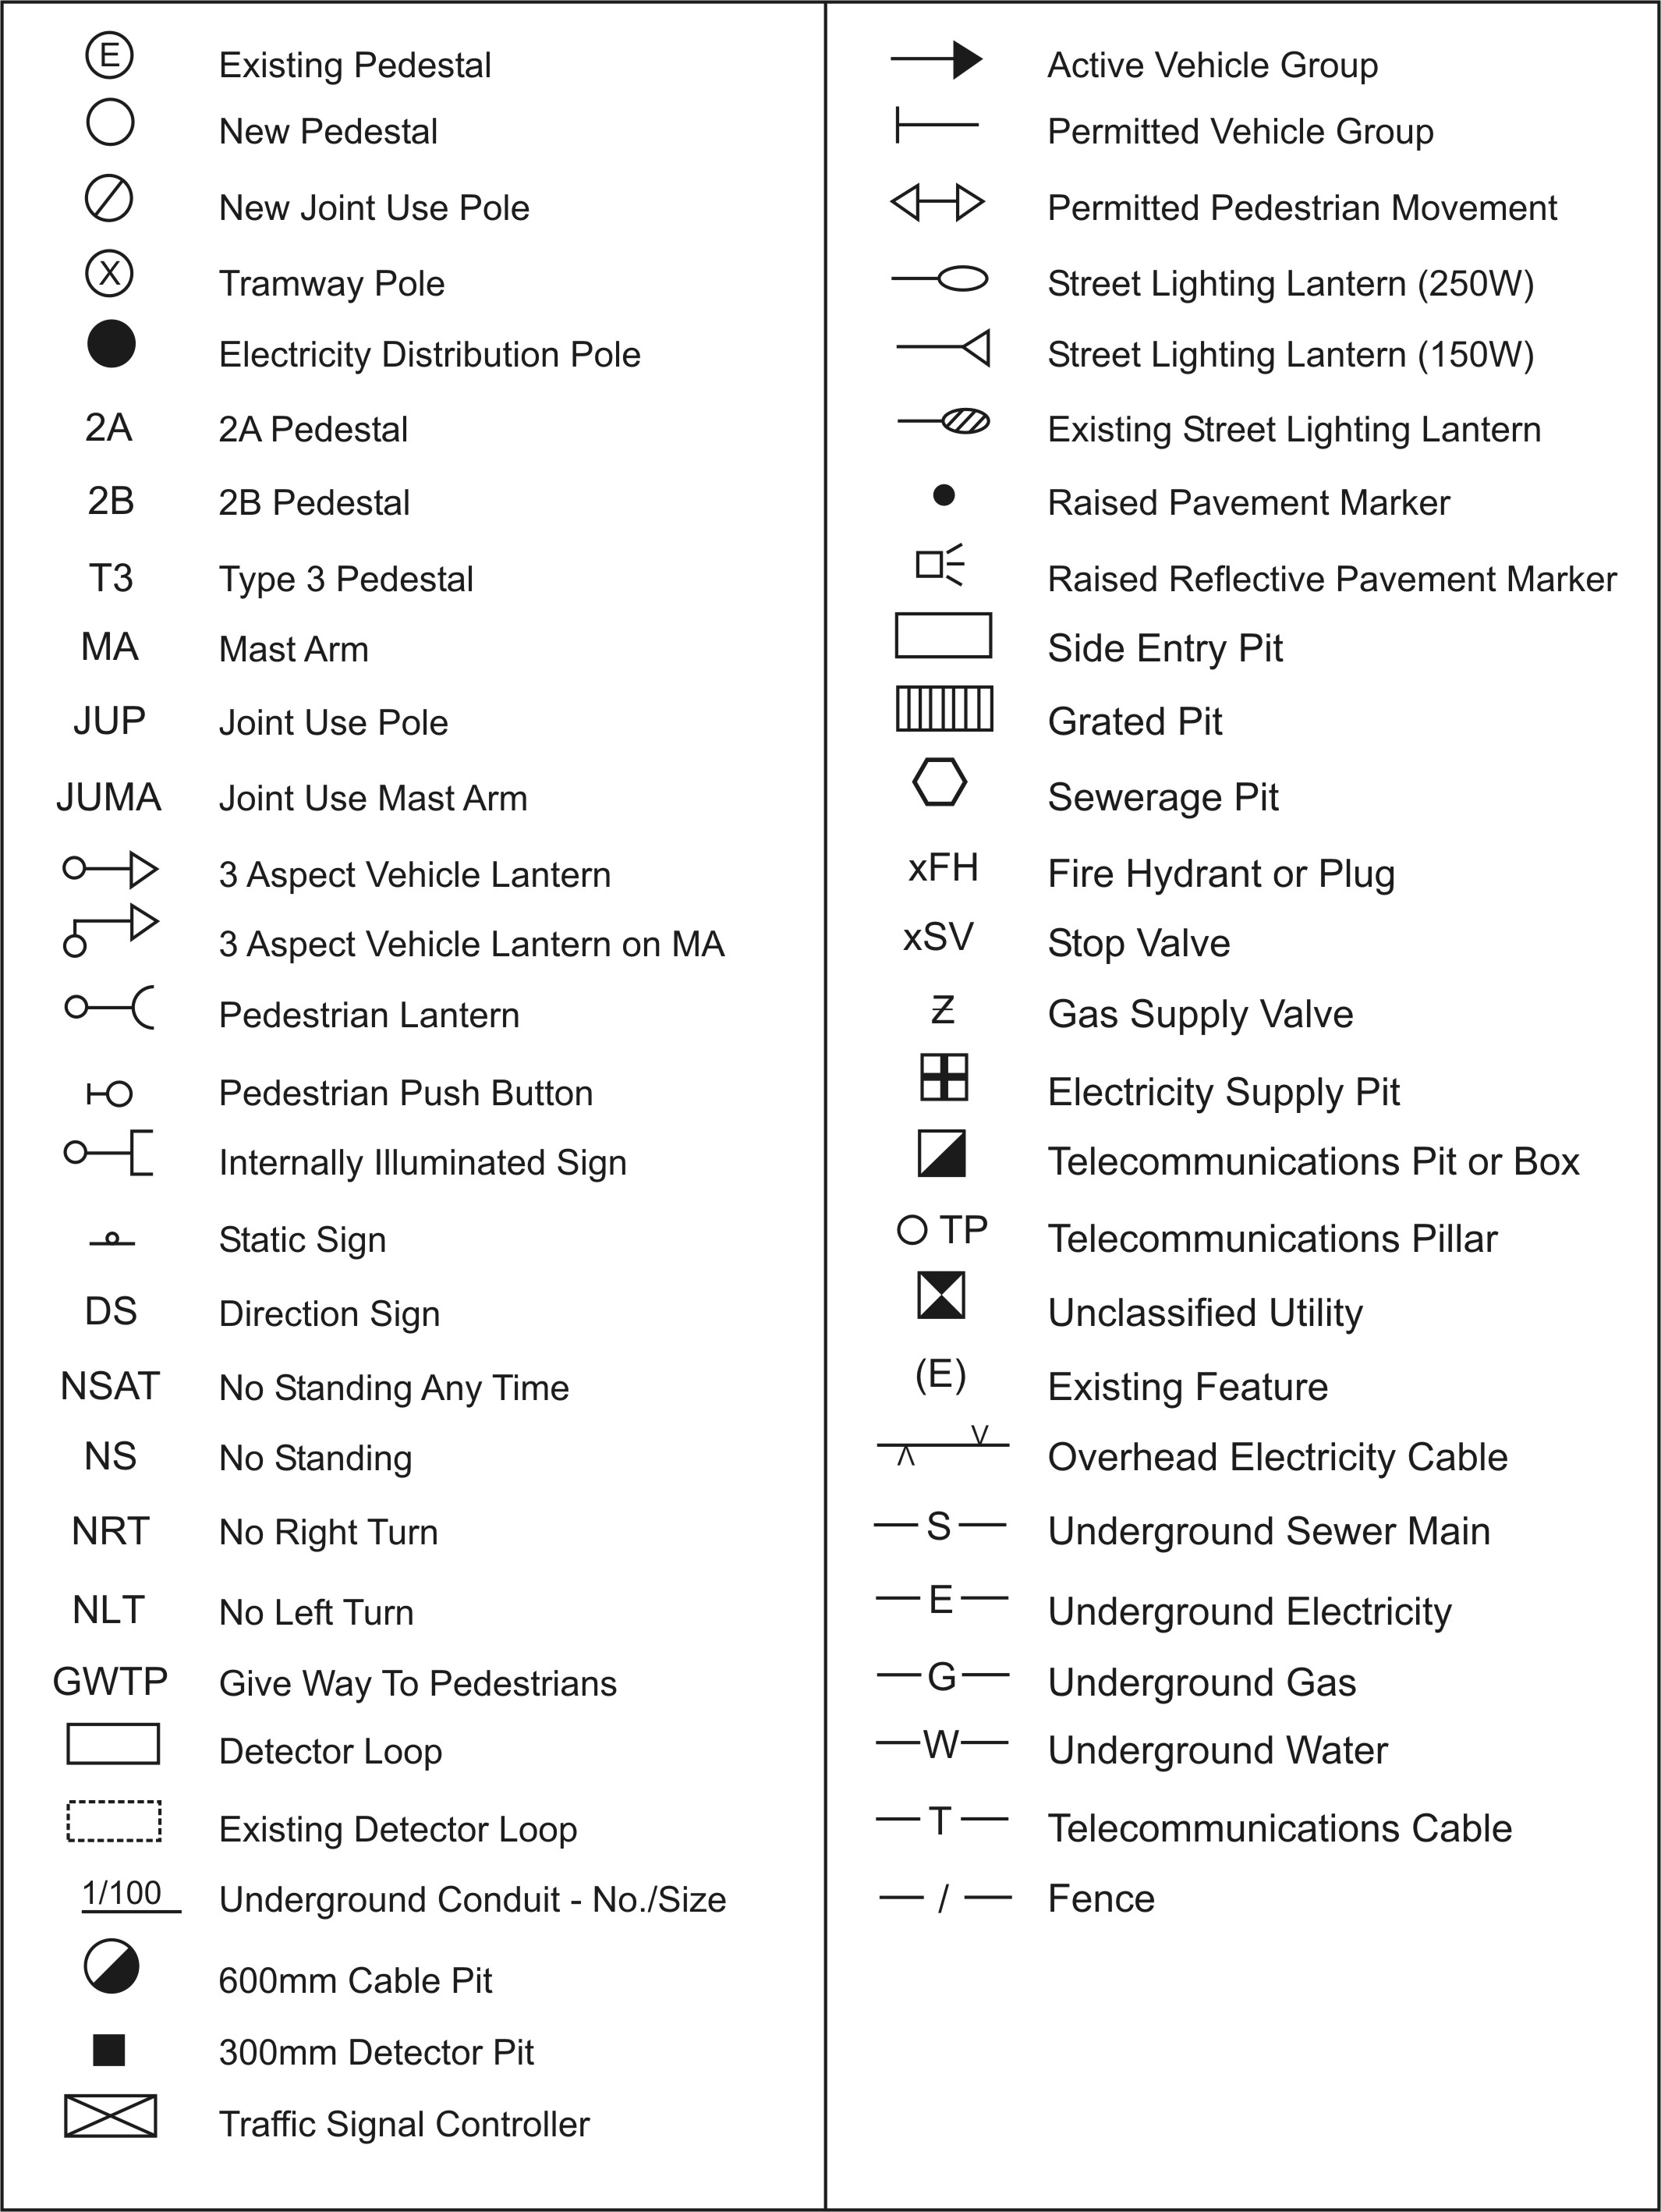 E Existing Pedestal
New Pedestal
New Joint Use Pole
X Tramway Pole
Electricity Distribution Pole
2A 2A Pedestal
2B 2B Pedestal
T3 Type 3 Pedestal
MA Mast Arm
JUP Joint Use Pole
JUMA Joint Use Mast Arm
3 Aspect Vehicle Lantern
3 Aspect Vehicle Lantern on MA
Pedestrian Lantern
Pedestrian Push Button
Internally Illuminated Sign
Static Sign
DS Direction Sign
NSAT No Standing Any Time
NS No Standing
NRT No Right Turn
NLT No Left Turn
GWTP Give Way To Pedestrians
Detector Loop
Existing Detector Loop
1/100 Underground Conduit - No./Size
600mm Cable Pit
300mm Detector Pit
Traffic Signal Controller
Active Vehicle Group
Permitted Vehicle Group
Permitted Pedestrian Movement
Street Lighting Lantern (250W)
Street Lighting Lantern (150W)
Existing Street Lighting Lantern
Raised Pavement Marker
Raised Reflective Pavement Marker
Side Entry Pit
Grated Pit
Sewerage Pit
xFH Fire Hydrant or Plug
xSV Stop Valve
Ƶ Gas Supply Valve
Electricity Supply Pit
Telecommunications Pit or Box
TP Telecommunications Pillar
Unclassified Utility
(E) Existing Feature
Overhead Electricity Cable
S Underground Sewer Main
E Underground Electricity
G Underground Gas
W Underground Water
T Telecommunications Cable
/ Fence